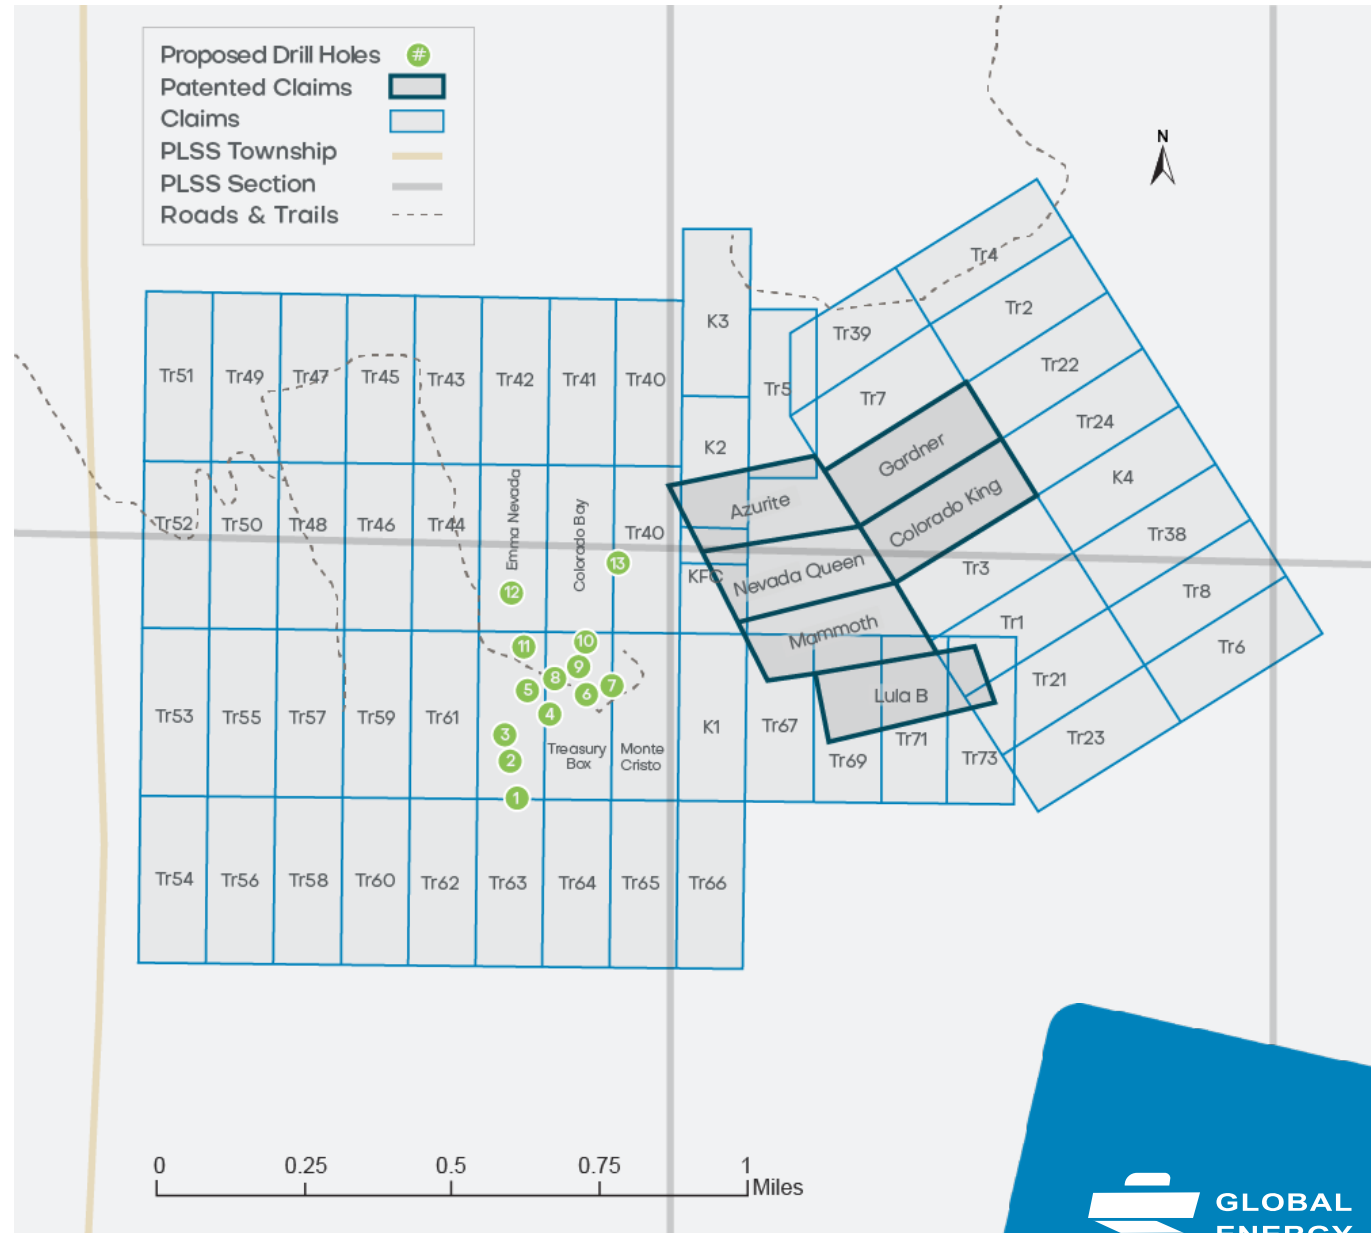 Proposed Drill Holes #
Patented Claims
Claims
PLSS Township
PLSS Section
Roads & Trails
N
Tr4
Tr2
K3
Tr39
Tr22
Tr51
Tr49
Tr47
Tr45
Tr43
Tr42
Tr41
Tr40
Tr5
Tr7
Tr24
K2
Gardner
K4
Azurite
Colorado King
Tr52
Tr50
Tr48
Tr46
Tr44
Emma Nevada
Colorado Bay
Tr40
Tr38
13
KFC
Nevada Queen
Tr3
12
Tr8
Mammoth
Tr1
11
10
9
8
7
6
5
4
3
2
1
Tr6
Tr21
Lula B
Tr53
Tr55
Tr57
Tr59
Tr61
Treasury
Box
Monte
Cristo
K1
Tr67
Tr69
Tr71
Tr73
Tr23
Tr54
Tr56
Tr58
Tr60
Tr62
Tr63
Tr64
Tr65
Tr66
0 0.25 0.5 0.75 1
Miles
GLOBAL
ENERGY